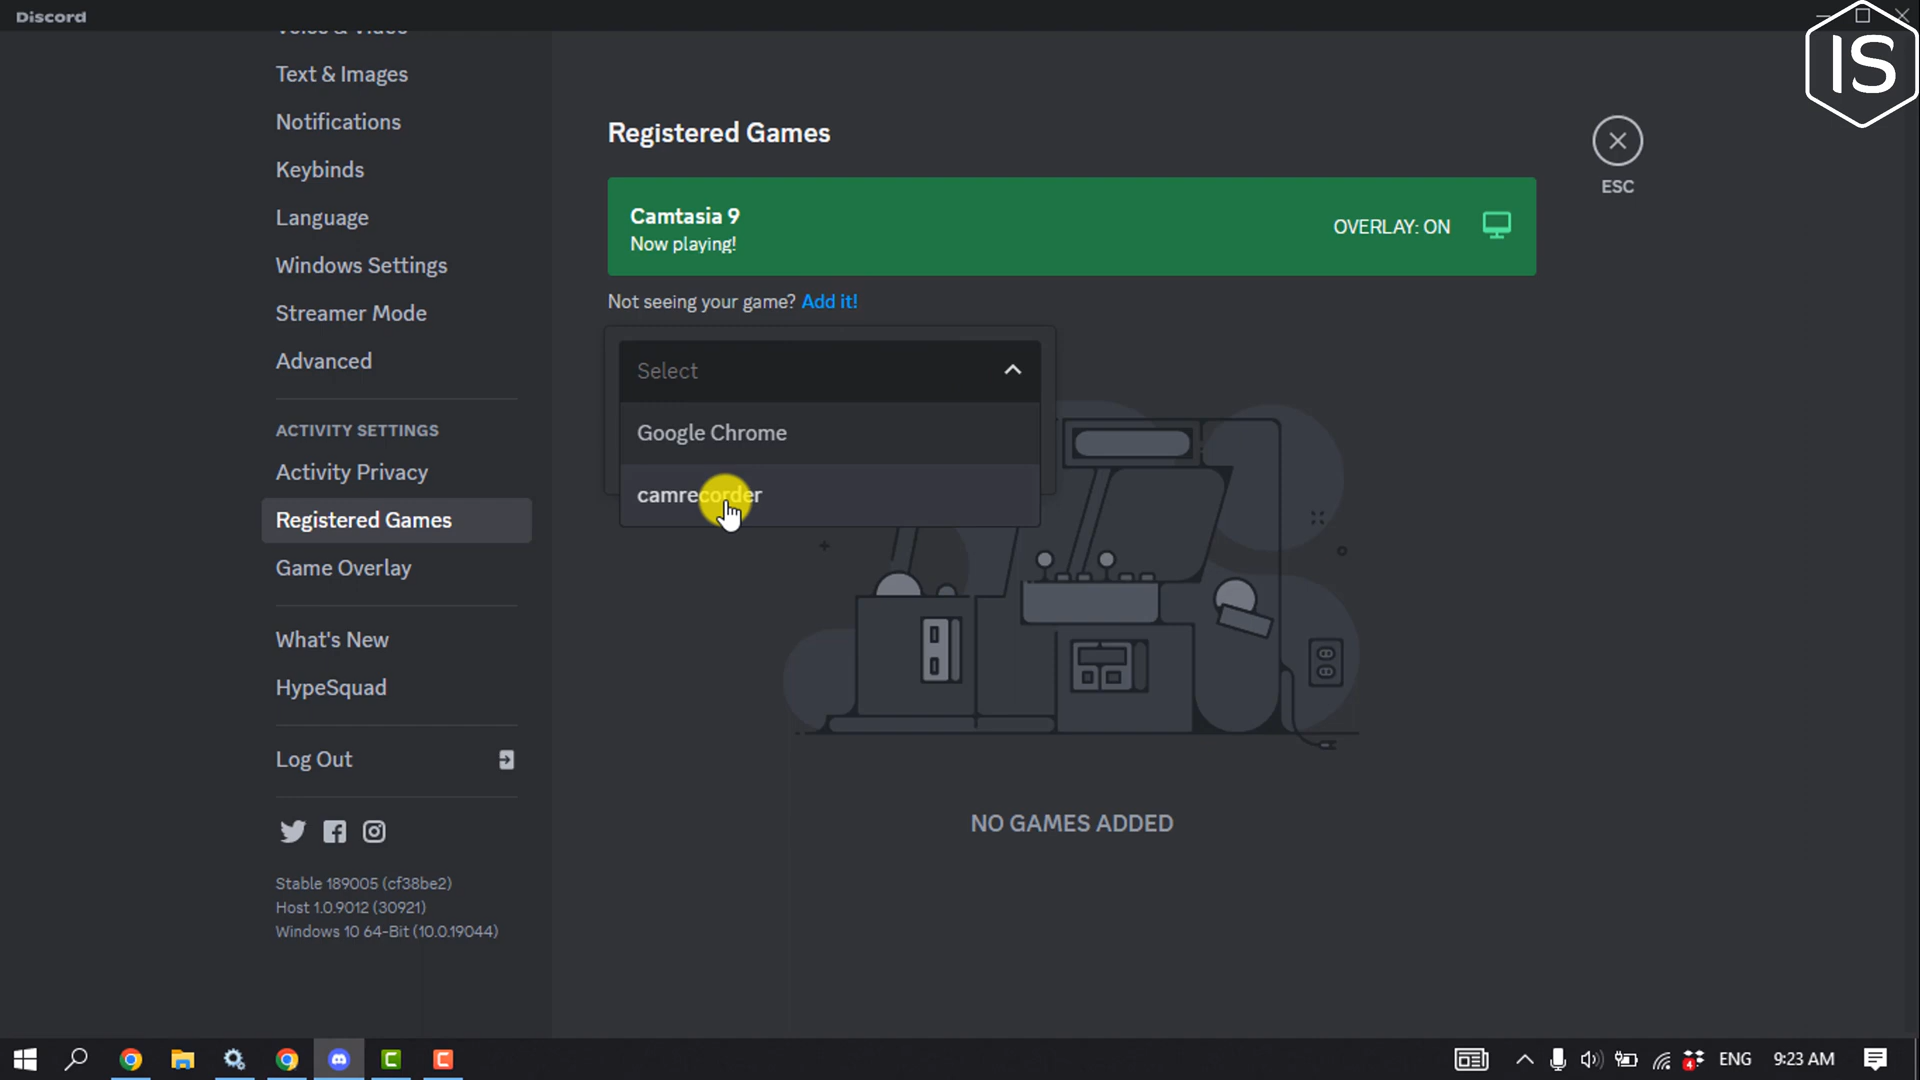 Discord
IS
Voice & Video
Text & Images
Notifications
Keybinds
Language
Windows Settings
Streamer Mode
Advanced
ACTIVITY SETTINGS
Activity Privacy
Registered Games
Game Overlay
What's New
HypeSquad
Log Out
Stable 189005 (cf38be2)
Host 1.0.9012 (30921)
Windows 10 64-Bit (10.0.19044)
Registered Games
Camtasia 9
Now playing!
OVERLAY: ON
ESC
Not seeing your game? Add it!
Select
Google Chrome
camrecorder
NO GAMES ADDED
C
C
4
ENG
9:23 AM